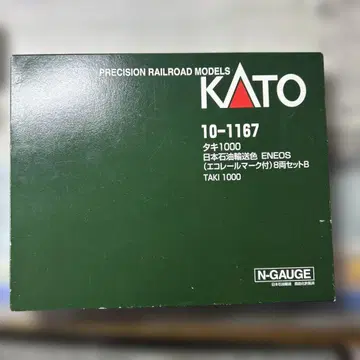 PRECISION RAILROAD MODELS
KATO
10-1167
タキ1000
日本石油輸送色 ENEOS
(エコレールマーク付)8両セットB
TAKI 1000
N-GAUGE